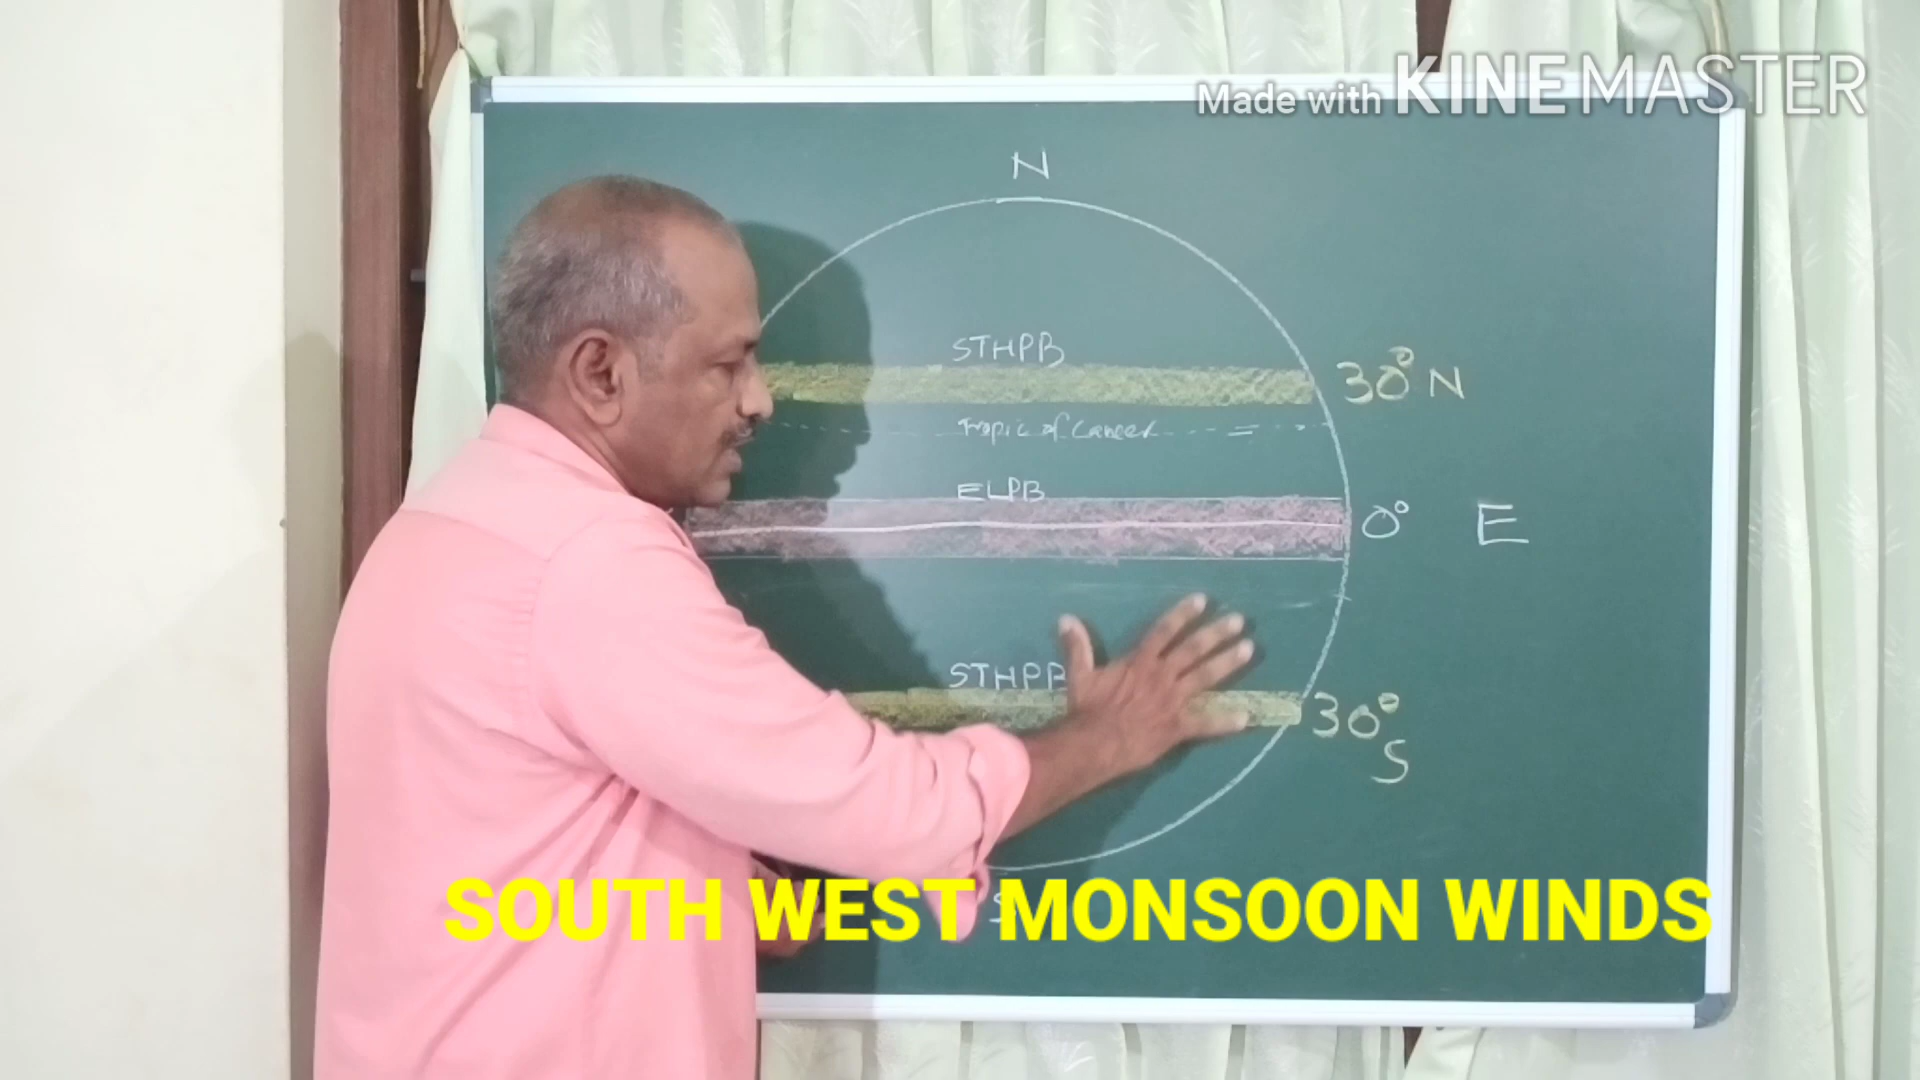 Made with KINEMASTER
N
STHPB
30° N
Tropic of Cancer
ELPB
0° E
STHPB
30° S
S
SOUTH WEST MONSOON WINDS